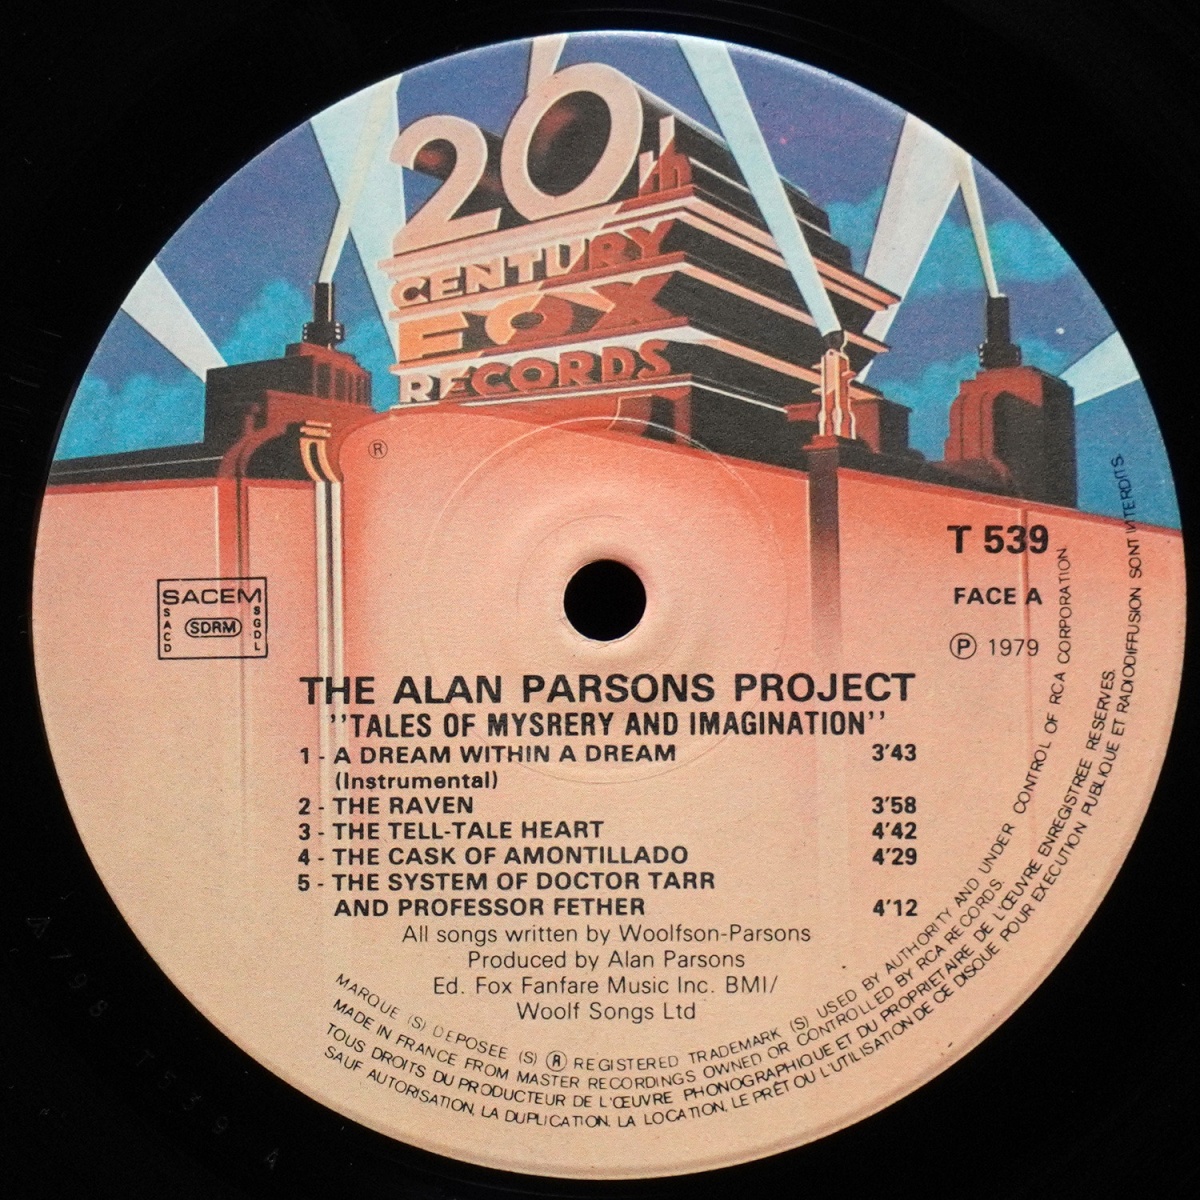 20th
CENTURY
FOX
RECORDS
®
T 539
FACE A
℗ 1979
SACEM
SACD
SDRM
SGDL
THE ALAN PARSONS PROJECT
''TALES OF MYSRERY AND IMAGINATION''
1 - A DREAM WITHIN A DREAM 3'43
(Instrumental)
2 - THE RAVEN 3'58
3 - THE TELL-TALE HEART 4'42
4 - THE CASK OF AMONTILLADO 4'29
5 - THE SYSTEM OF DOCTOR TARR
AND PROFESSOR FETHER 4'12
All songs written by Woolfson-Parsons
Produced by Alan Parsons
Ed. Fox Fanfare Music Inc. BMI/
Woolf Songs Ltd
MARQUE (S) DEPOSEE (S) ® REGISTERED TRADEMARK (S) USED BY AUTHORITY AND UNDER CONTROL OF RCA CORPORATION
MADE IN FRANCE FROM MASTER RECORDINGS OWNED OR CONTROLLED BY RCA RECORDS.
TOUS DROITS DU PRODUCTEUR DE L'ŒUVRE PHONOGRAPHIQUE ET DU PROPRIETAIRE DE L'ŒUVRE ENREGISTREE RESERVES.
SAUF AUTORISATION, LA DUPLICATION, LA LOCATION, LE PRÊT OU L'UTILISATION DE CE DISQUE POUR EXECUTION PUBLIQUE ET RADIODIFFUSION SONT INTERDITS.